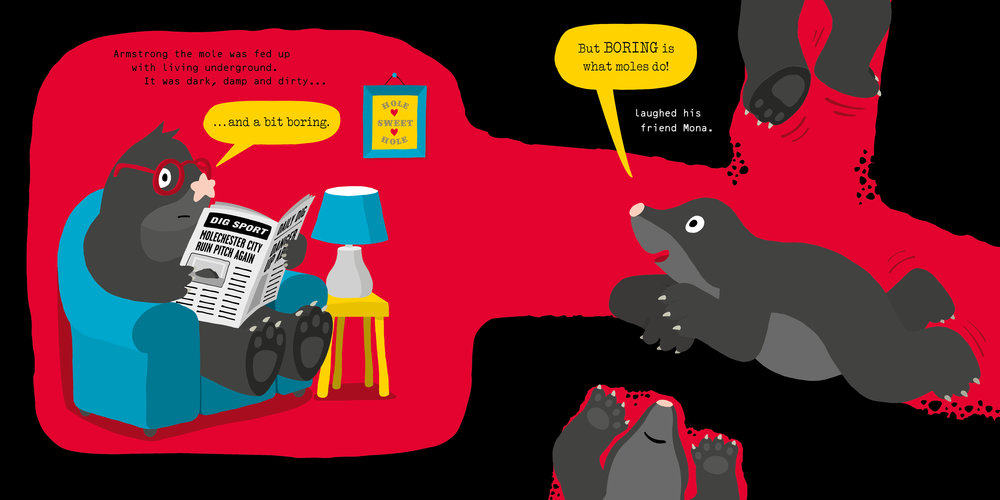 Armstrong the mole was fed up
with living underground.
It was dark, damp and dirty...
...and a bit boring.
HOLE
SWEET
HOLE
DIG SPORT
MOLECHESTER CITY
RUIN PITCH AGAIN
DAILY DIG
DANGER
But BORING is
what moles do!
laughed his
friend Mona.